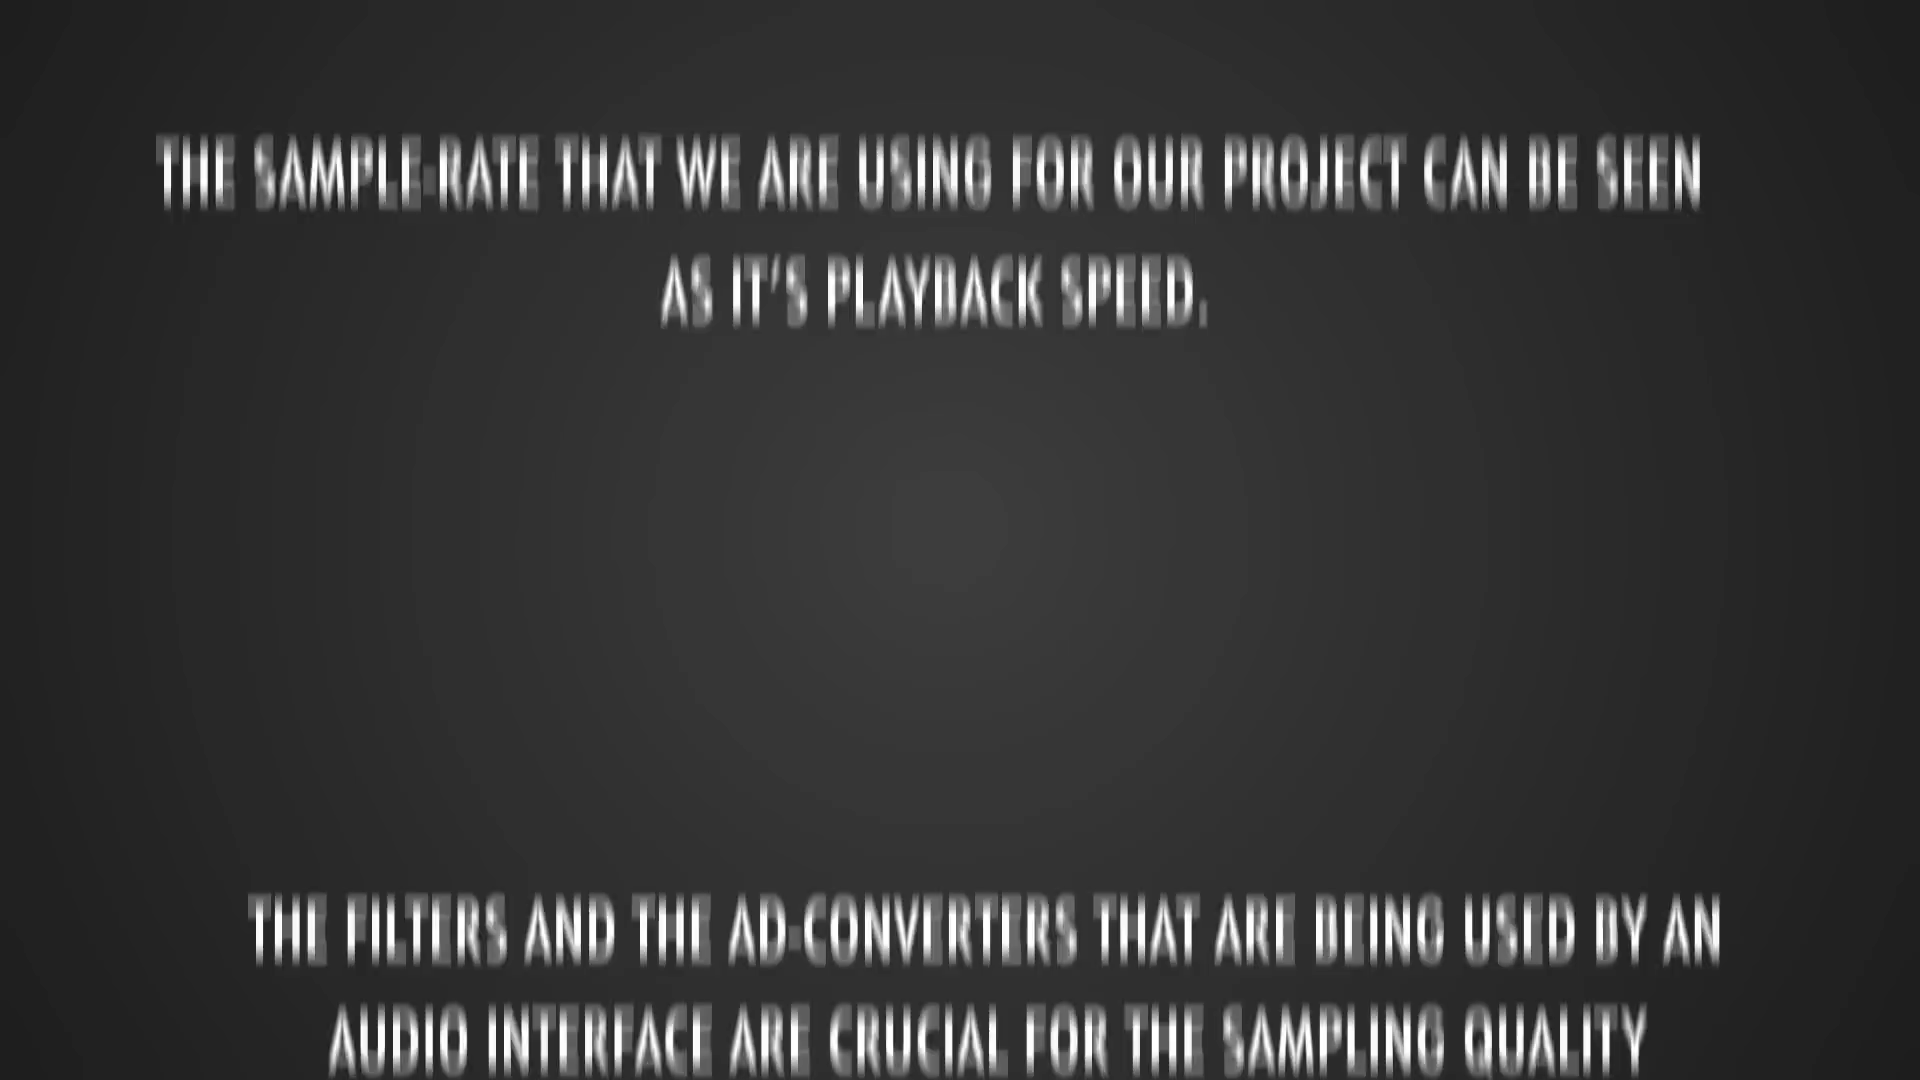 THE SAMPLE-RATE THAT WE ARE USING FOR OUR PROJECT CAN BE SEEN
AS IT'S PLAYBACK SPEED.
THE FILTERS AND THE AD-CONVERTERS THAT ARE BEING USED BY AN
AUDIO INTERFACE ARE CRUCIAL FOR THE SAMPLING QUALITY